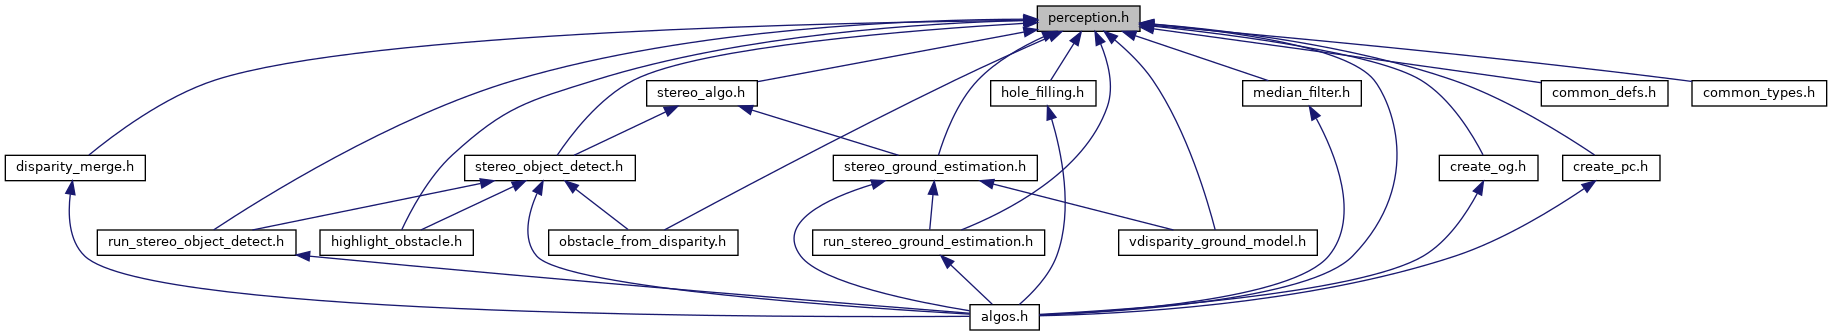 perception.h
stereo_algo.h
hole_filling.h
median_filter.h
common_defs.h
common_types.h
disparity_merge.h
stereo_object_detect.h
stereo_ground_estimation.h
create_og.h
create_pc.h
run_stereo_object_detect.h
highlight_obstacle.h
obstacle_from_disparity.h
run_stereo_ground_estimation.h
vdisparity_ground_model.h
algos.h